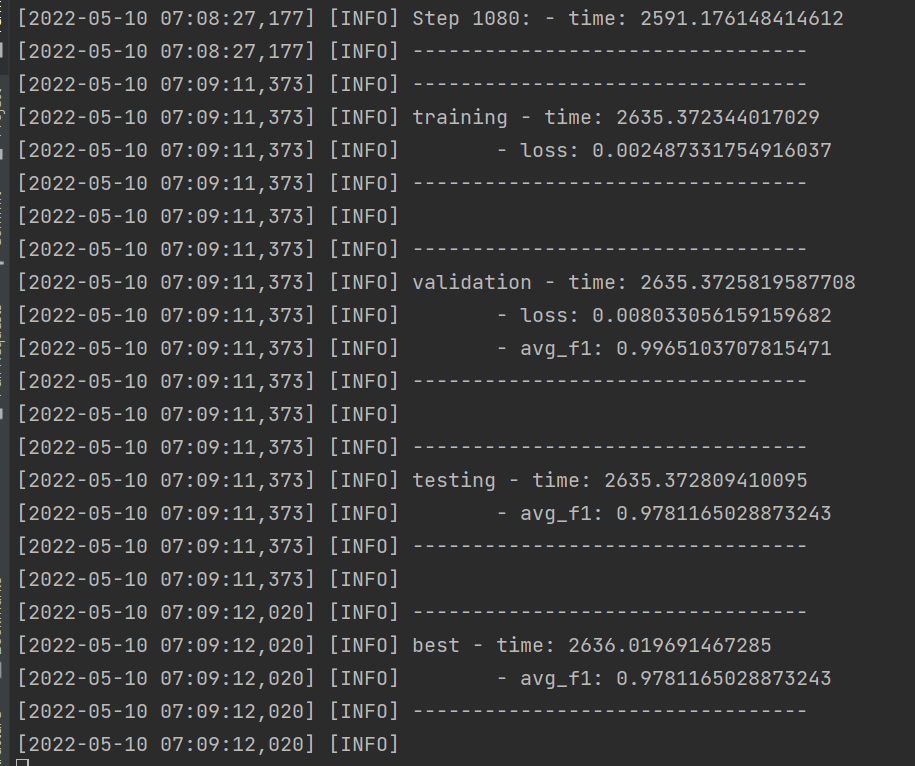 [2022-05-10 07:08:27,177] [INFO] Step 1080: - time: 2591.176148414612
[2022-05-10 07:08:27,177] [INFO] ---------------------------------
[2022-05-10 07:09:11,373] [INFO] ---------------------------------
[2022-05-10 07:09:11,373] [INFO] training - time: 2635.372344017029
[2022-05-10 07:09:11,373] [INFO]        - loss: 0.002487331754916037
[2022-05-10 07:09:11,373] [INFO] ---------------------------------
[2022-05-10 07:09:11,373] [INFO]
[2022-05-10 07:09:11,373] [INFO] ---------------------------------
[2022-05-10 07:09:11,373] [INFO] validation - time: 2635.3725819587708
[2022-05-10 07:09:11,373] [INFO]        - loss: 0.008033056159159682
[2022-05-10 07:09:11,373] [INFO]        - avg_f1: 0.9965103707815471
[2022-05-10 07:09:11,373] [INFO] ---------------------------------
[2022-05-10 07:09:11,373] [INFO]
[2022-05-10 07:09:11,373] [INFO] ---------------------------------
[2022-05-10 07:09:11,373] [INFO] testing - time: 2635.372809410095
[2022-05-10 07:09:11,373] [INFO]        - avg_f1: 0.9781165028873243
[2022-05-10 07:09:11,373] [INFO] ---------------------------------
[2022-05-10 07:09:11,373] [INFO]
[2022-05-10 07:09:12,020] [INFO] ---------------------------------
[2022-05-10 07:09:12,020] [INFO] best - time: 2636.019691467285
[2022-05-10 07:09:12,020] [INFO]        - avg_f1: 0.9781165028873243
[2022-05-10 07:09:12,020] [INFO] ---------------------------------
[2022-05-10 07:09:12,020] [INFO]